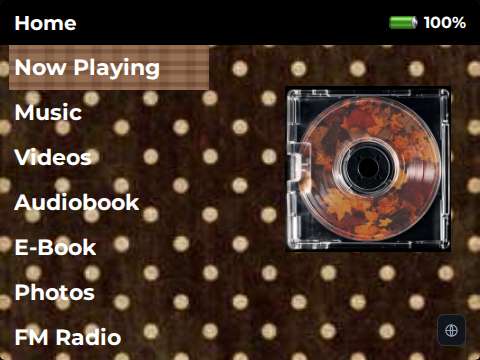 Home
100%
Now Playing
Music
Videos
Audiobook
E-Book
Photos
FM Radio